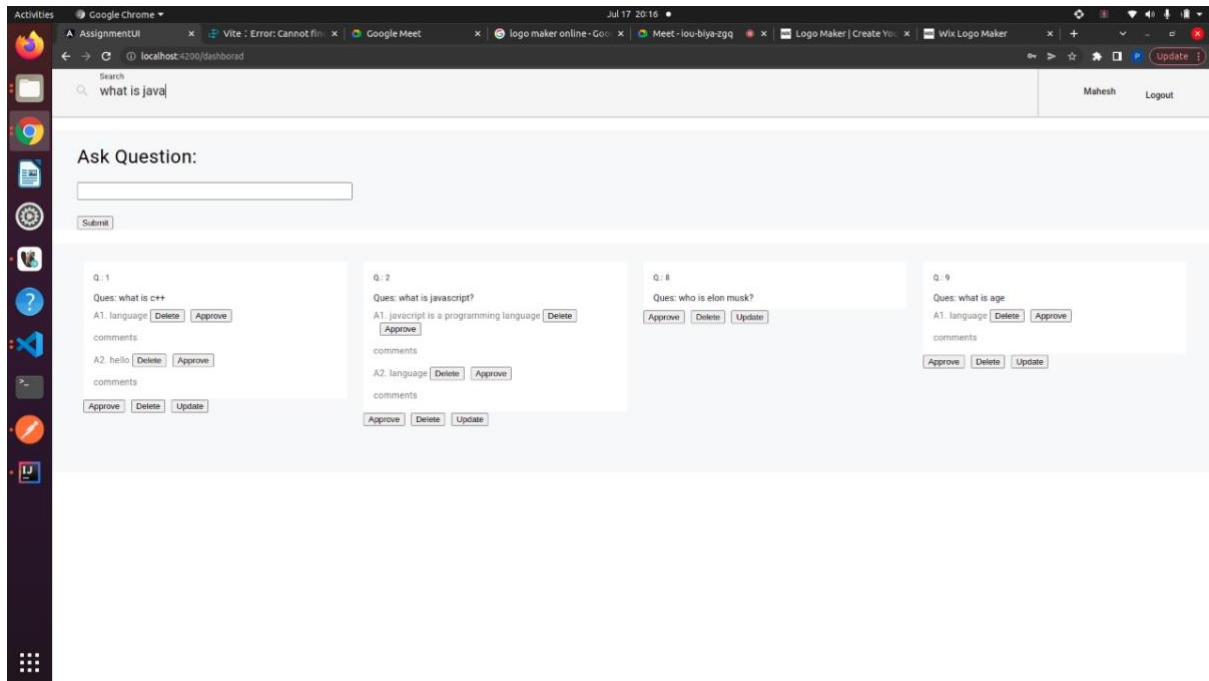 Activities Google Chrome Jul 17 20:16
AssignmentUI Vite : Error: Cannot fin Google Meet logo maker online - Goo Meet - iou-biya-zgq Logo Maker | Create You Wix Logo Maker
localhost:4200/dashborad P Update
Search
what is java
Mahesh Logout
Ask Question:
Submit
Q.: 1
Ques: what is c++
A1. language Delete Approve
comments
A2. hello Delete Approve
comments
Approve Delete Update
Q.: 2
Ques: what is javascript?
A1. javacript is a programming language Delete
Approve
comments
A2. language Delete Approve
comments
Approve Delete Update
Q.: 8
Ques: who is elon musk?
Approve Delete Update
Q.: 9
Ques: what is age
A1. language Delete Approve
comments
Approve Delete Update